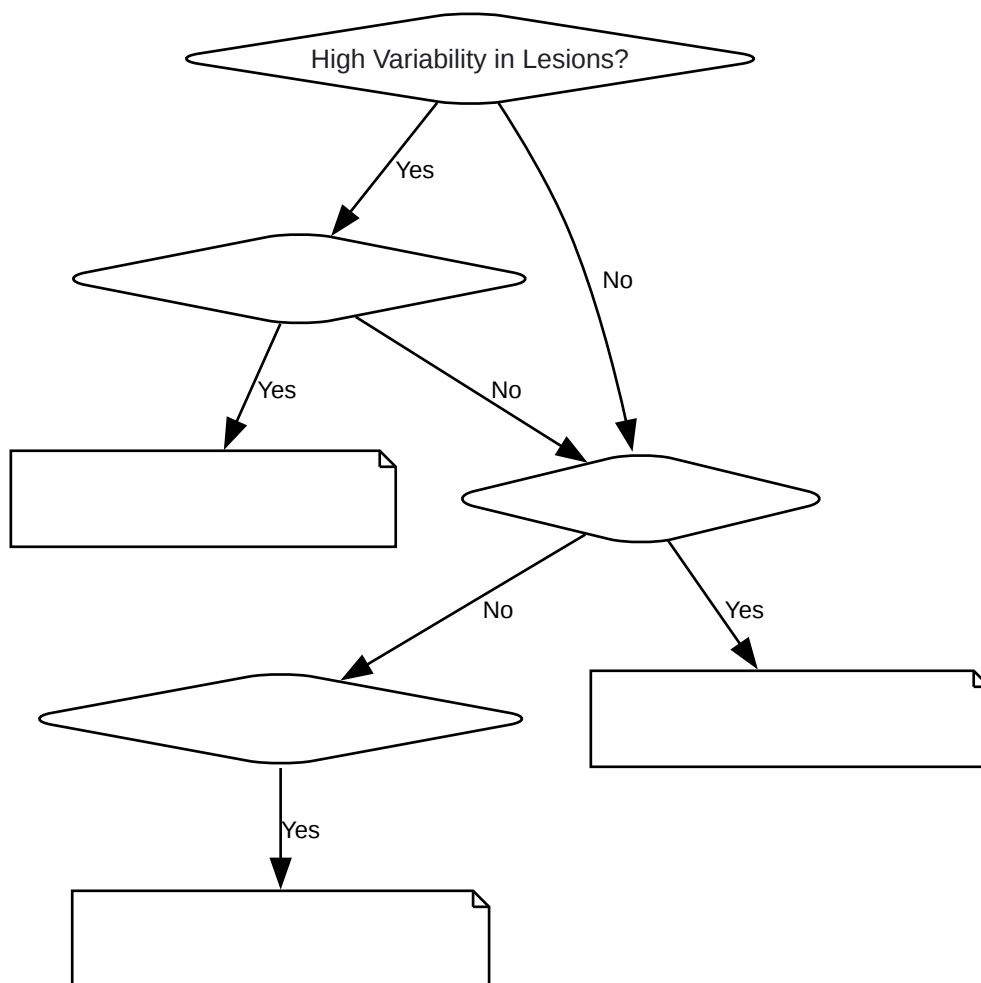 High Variability in Lesions?
Yes
No
Yes
No
No
Yes
Yes